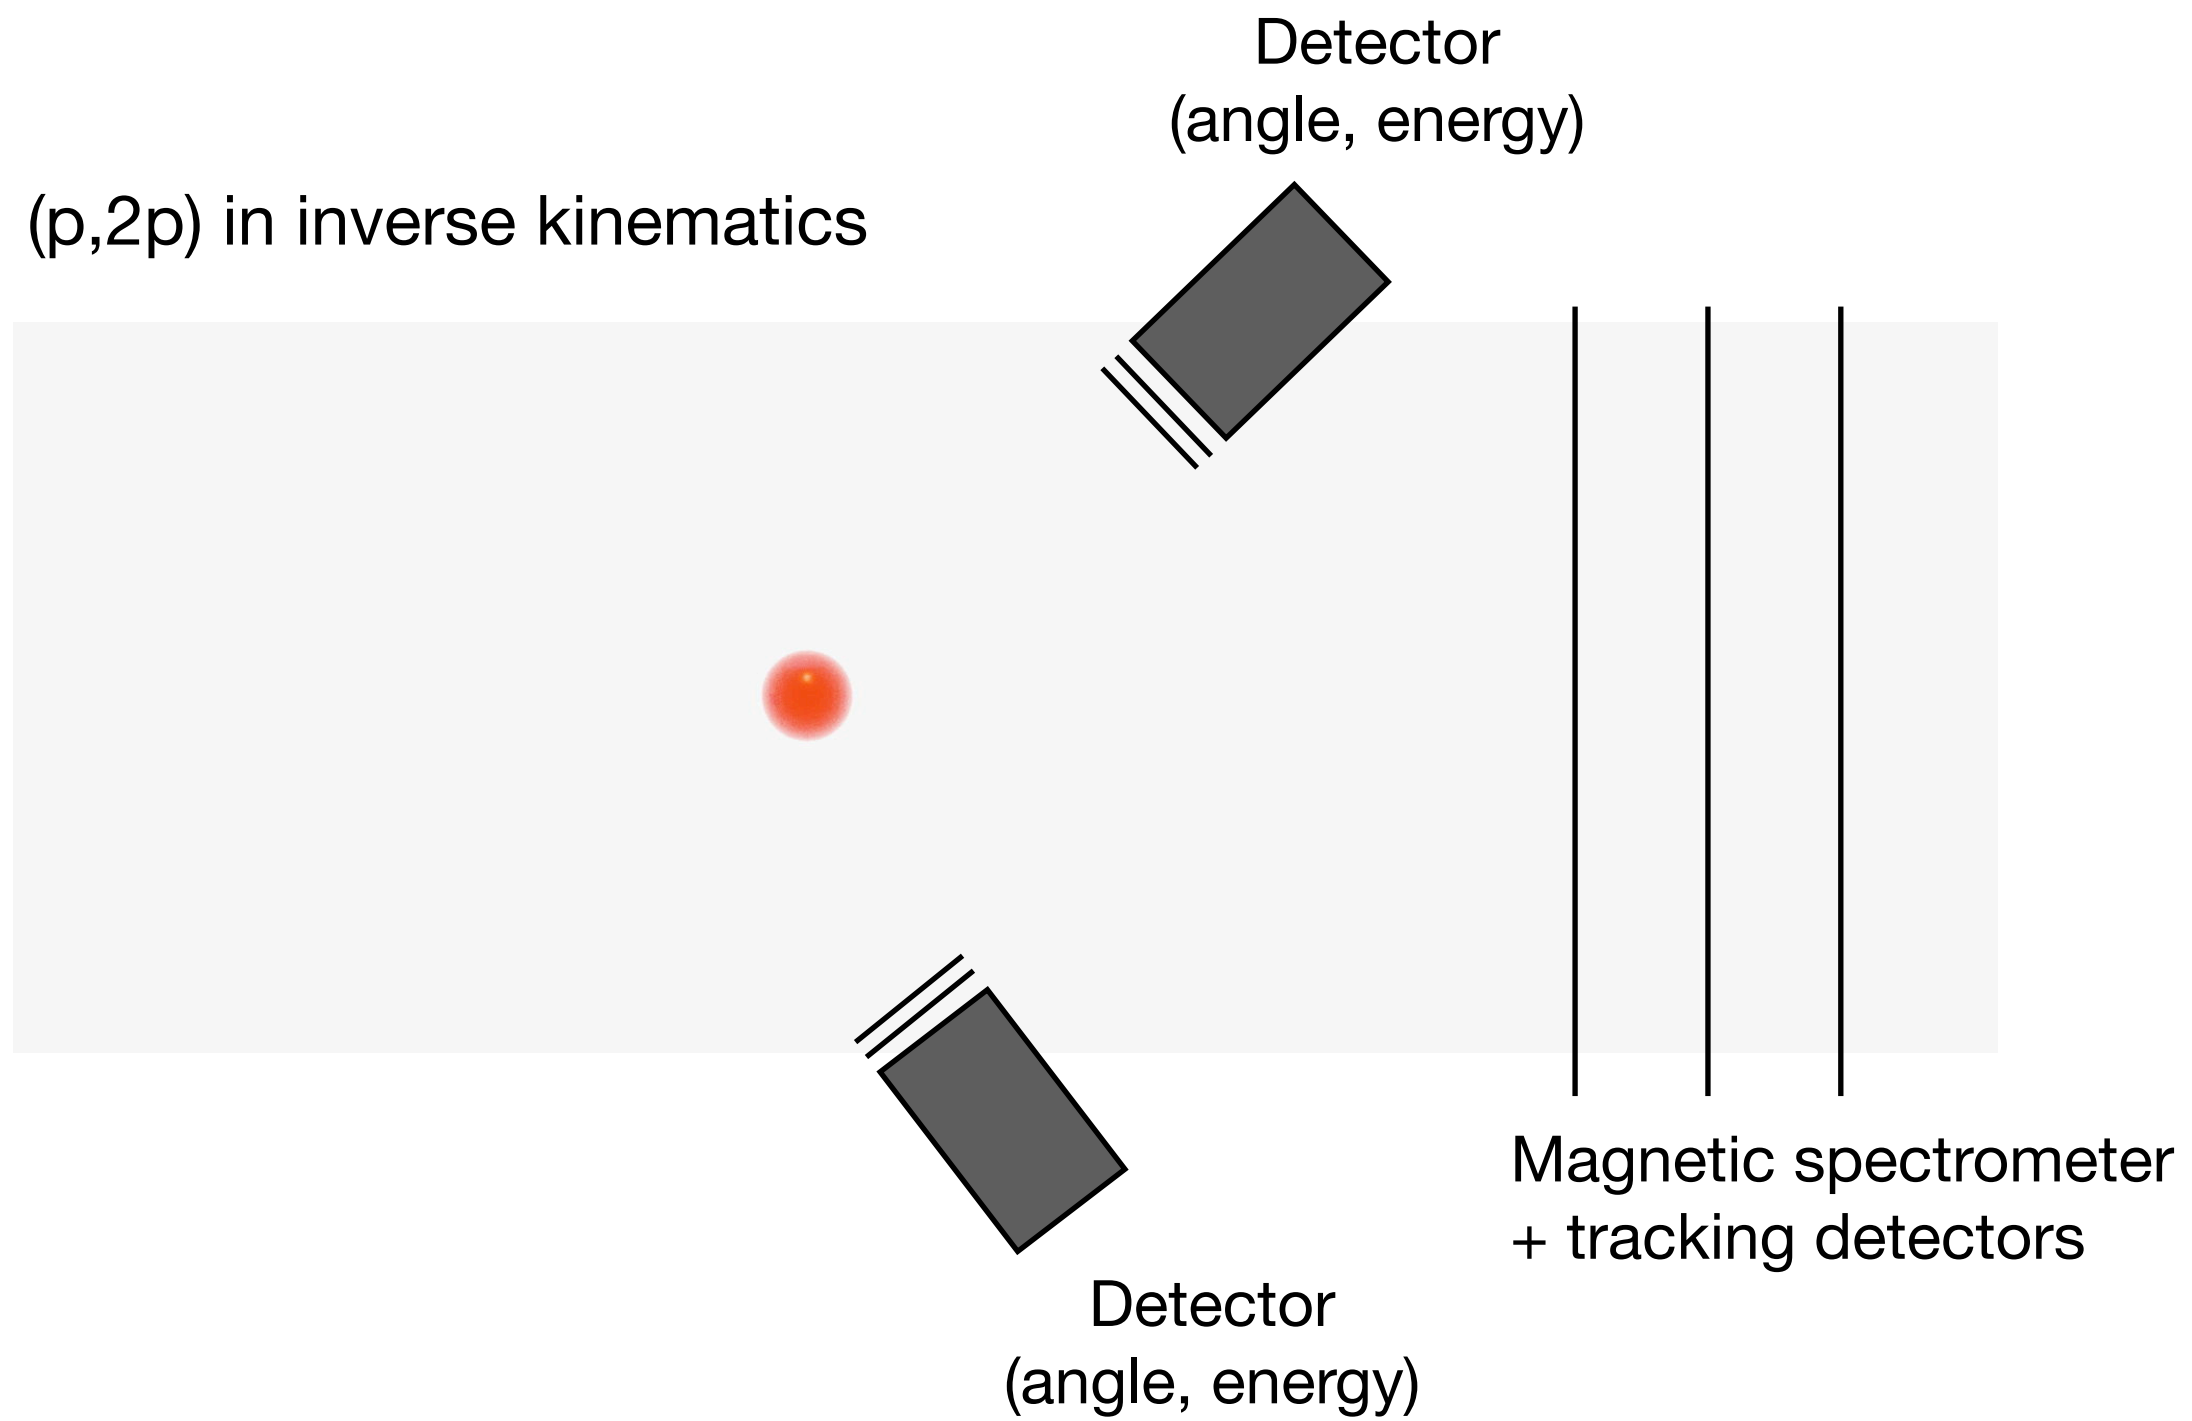 Detector
(angle, energy)
(p,2p) in inverse kinematics
Magnetic spectrometer
+ tracking detectors
Detector
(angle, energy)